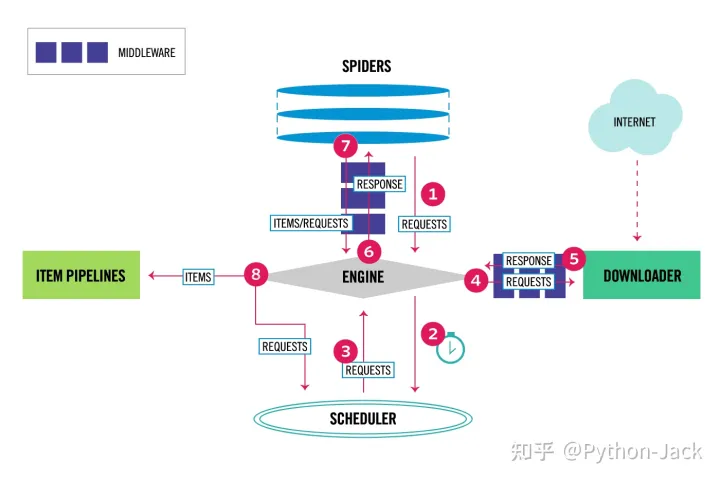 MIDDLEWARE
SPIDERS
INTERNET
7
RESPONSE
1
ITEMS/REQUESTS
REQUESTS
6
RESPONSE
5
ITEM PIPELINES
ITEMS
8
ENGINE
4
REQUESTS
DOWNLOADER
2
REQUESTS
3
REQUESTS
SCHEDULER
知乎 @Python-Jack